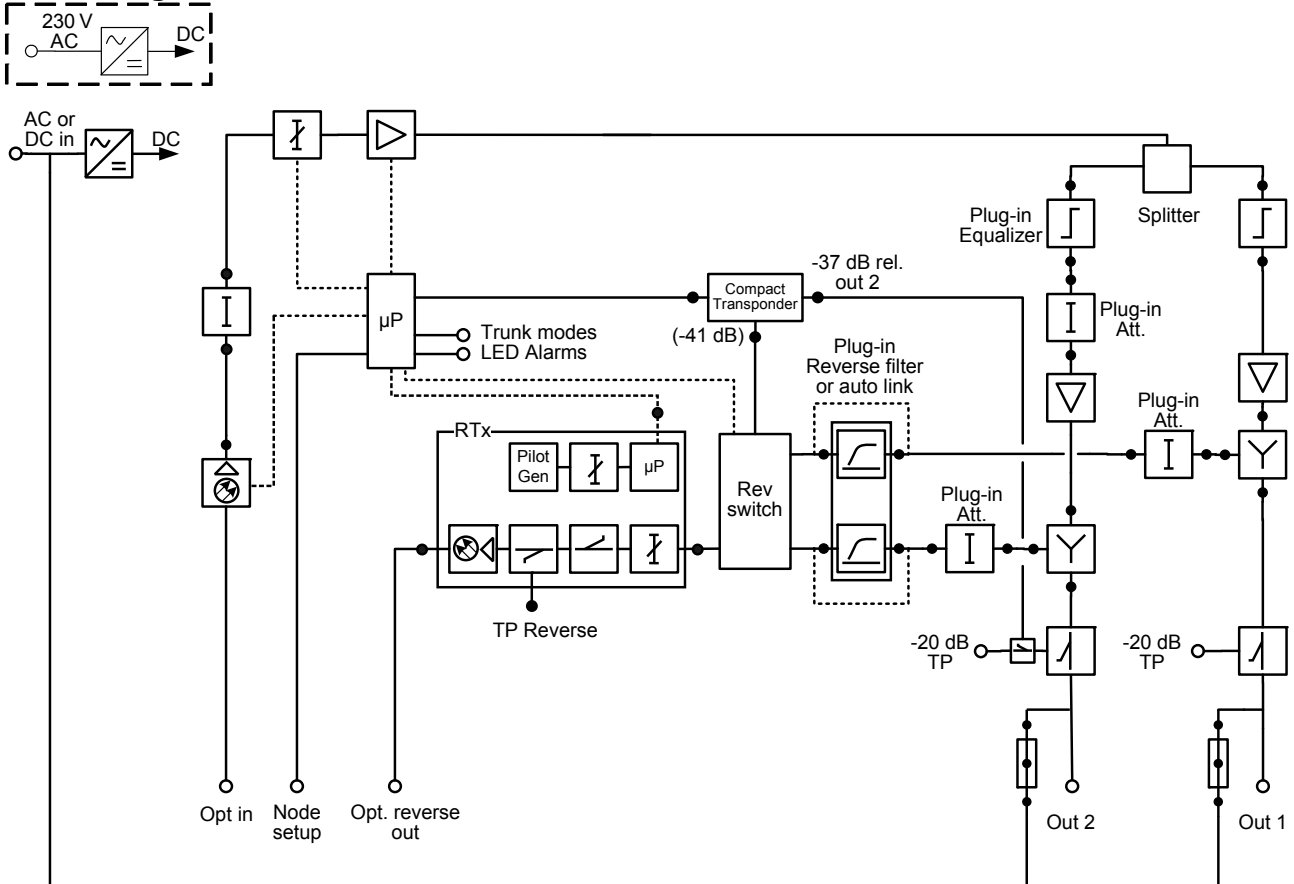 230 V
AC
DC
AC or
DC in
DC
Splitter
Plug-in
Equalizer
-37 dB rel.
out 2
Compact
Transponder
Plug-in
Att.
µP
Trunk modes
LED Alarms
(-41 dB)
Plug-in
Reverse filter
or auto link
Plug-in
Att.
RTx
Pilot
Gen
µP
Rev
switch
Plug-in
Att.
TP Reverse
-20 dB
TP
-20 dB
TP
Opt in
Node
setup
Opt. reverse
out
Out 2
Out 1